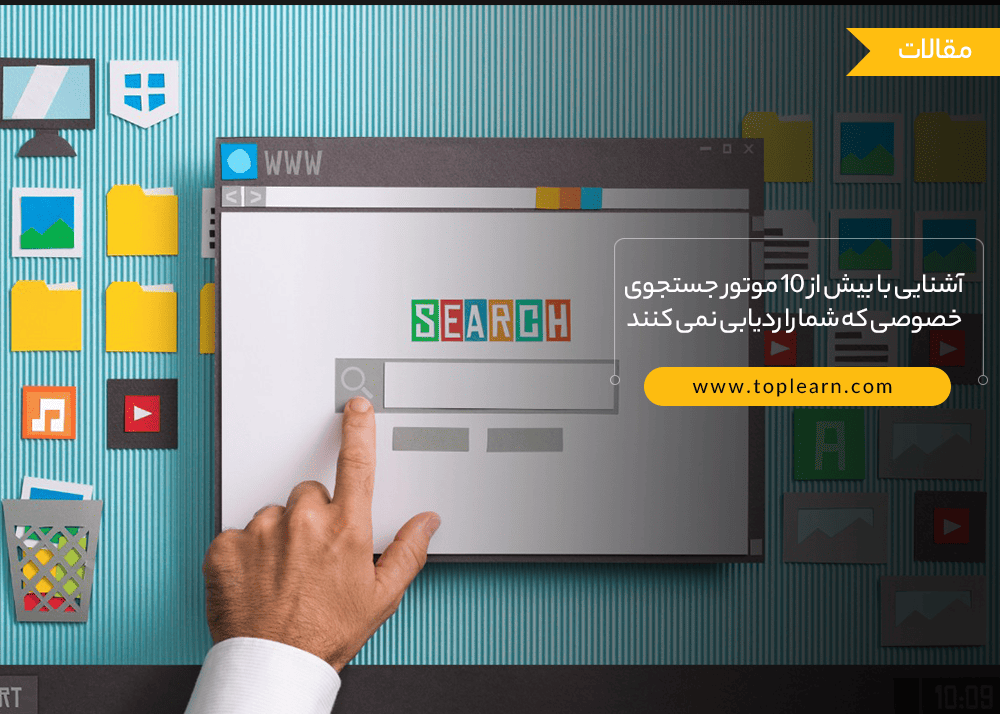 مقالات
WWW
< >
SEARCH
آشنایی با بیش از 10 موتور جستجوی
خصوصی که شما را ردیابی نمی کنند
www.toplearn.com
A
RT
10:09